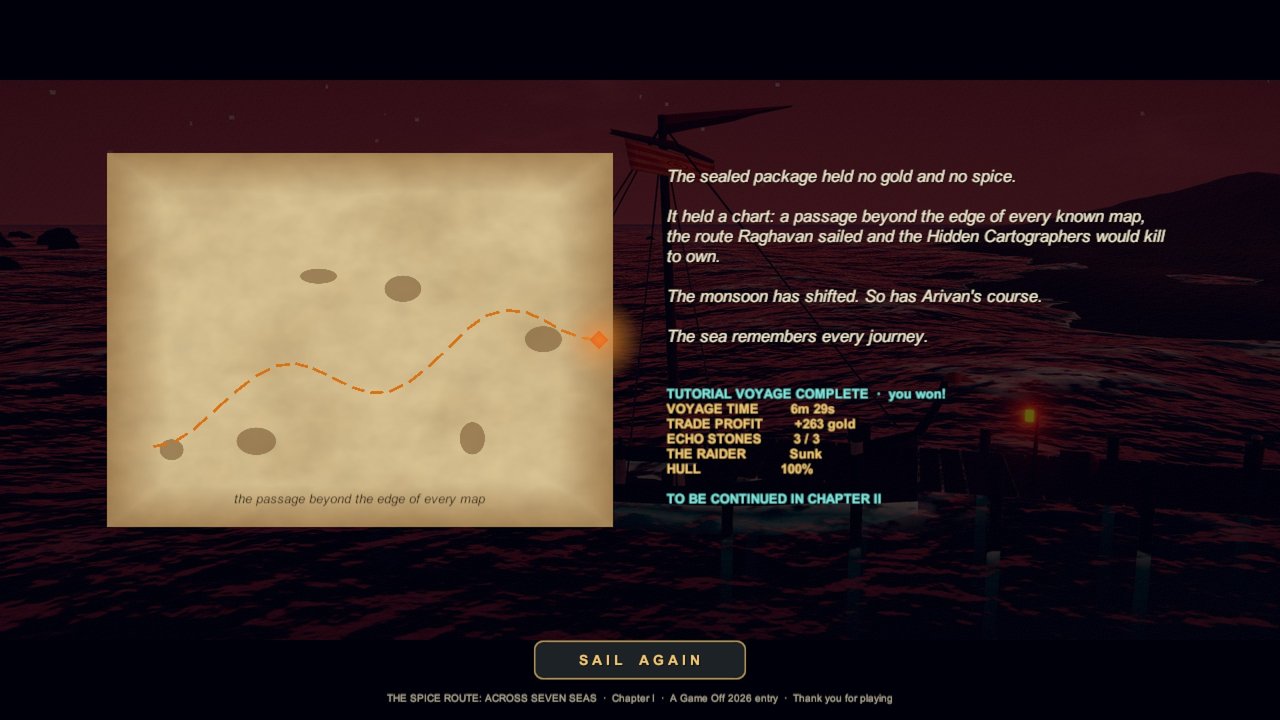 the passage beyond the edge of every map
The sealed package held no gold and no spice.
It held a chart: a passage beyond the edge of every known map,
the route Raghavan sailed and the Hidden Cartographers would kill
to own.
The monsoon has shifted. So has Arivan's course.
The sea remembers every journey.
TUTORIAL VOYAGE COMPLETE · you won!
VOYAGE TIME 6m 29s
TRADE PROFIT +263 gold
ECHO STONES 3 / 3
THE RAIDER Sunk
HULL 100%
TO BE CONTINUED IN CHAPTER II
SAIL AGAIN
THE SPICE ROUTE: ACROSS SEVEN SEAS · Chapter I · A Game Off 2026 entry · Thank you for playing